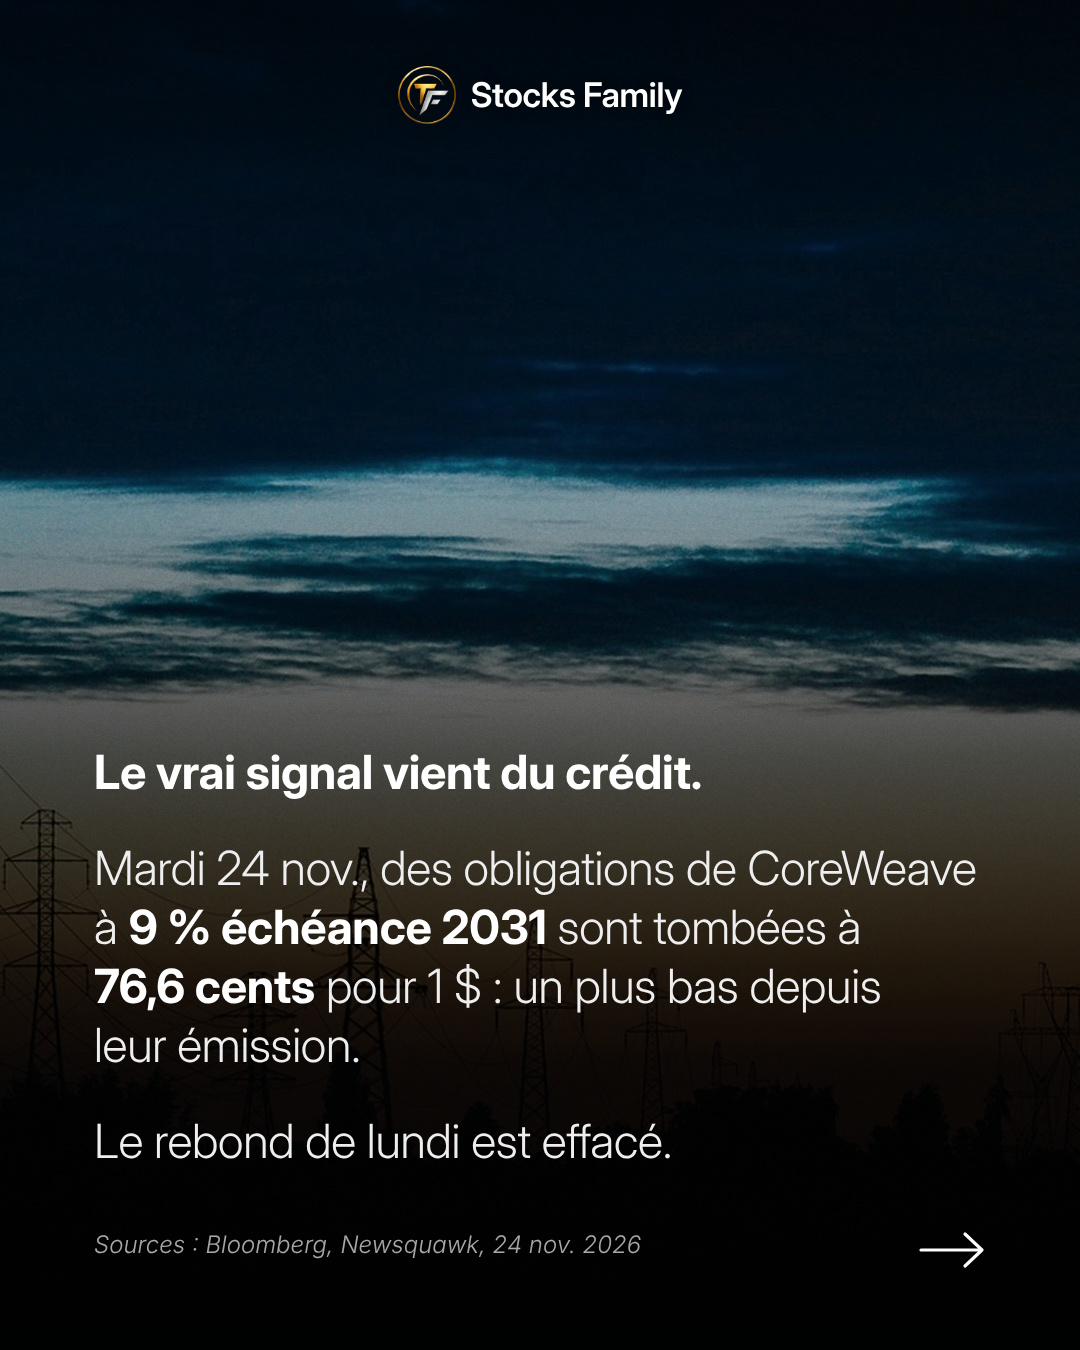 TF Stocks Family
Le vrai signal vient du crédit.
Mardi 24 nov., des obligations de CoreWeave
à 9 % échéance 2031 sont tombées à
76,6 cents pour 1 $ : un plus bas depuis
leur émission.
Le rebond de lundi est effacé.
Sources : Bloomberg, Newsquawk, 24 nov. 2026